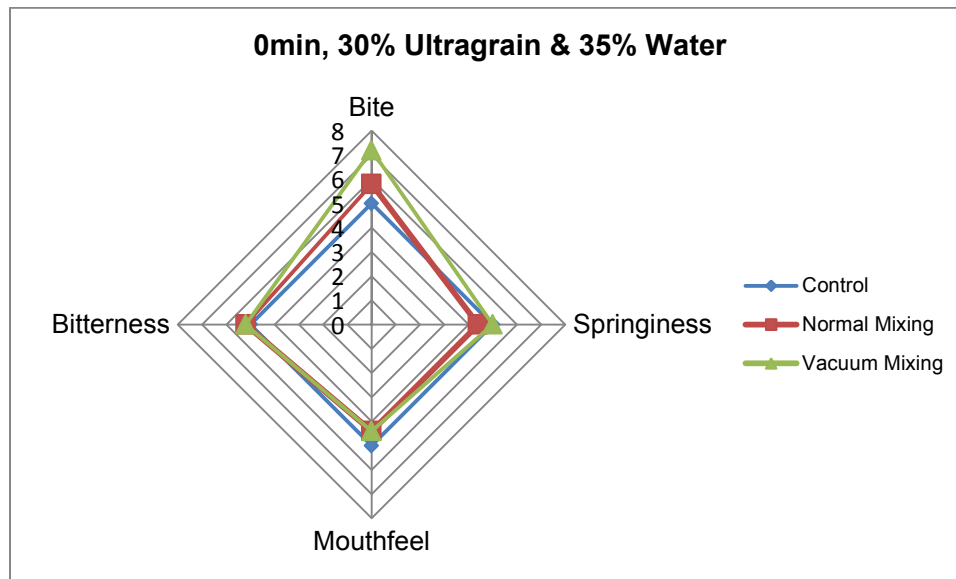 0min, 30% Ultragrain & 35% Water
Bite
8
7
6
5
4
3
2
1
0
Bitterness
Springiness
Mouthfeel
Control
Normal Mixing
Vacuum Mixing